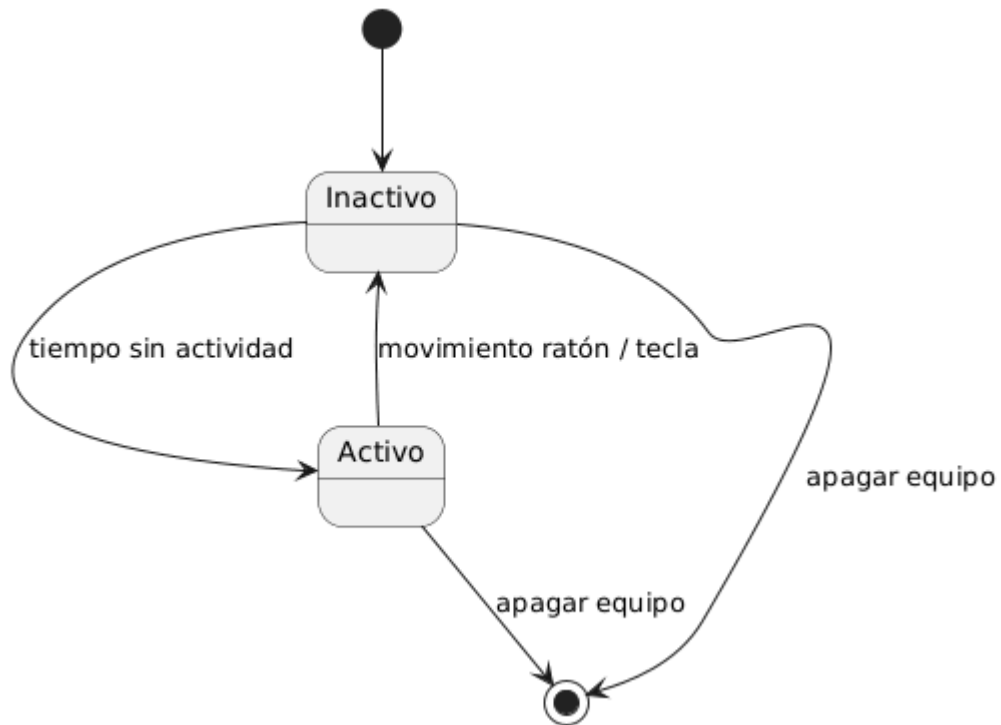 Inactivo
tiempo sin actividad
movimiento ratón / tecla
Activo
apagar equipo
apagar equipo